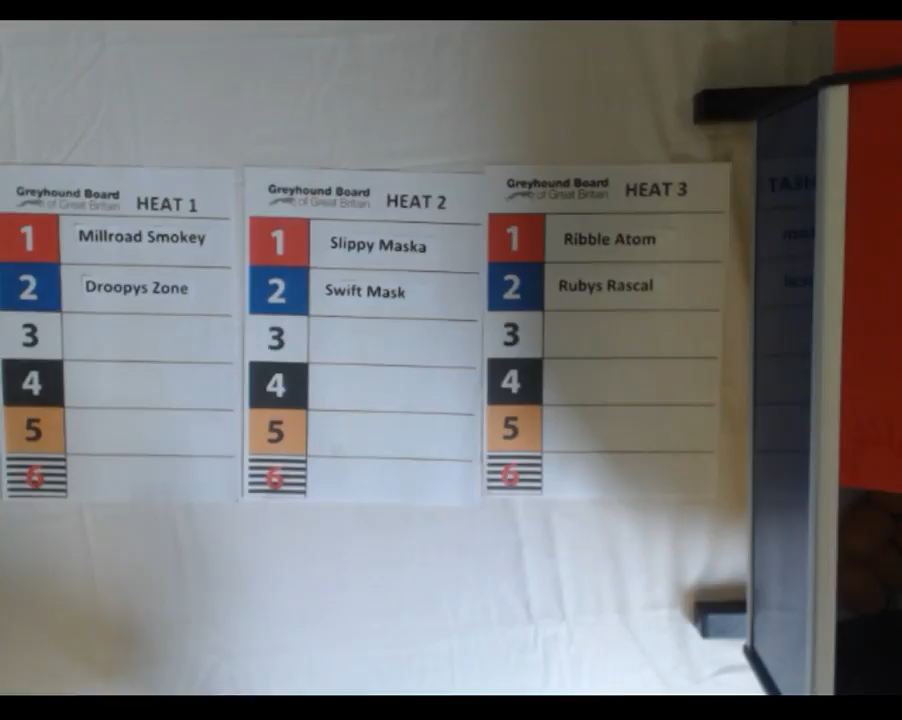 Greyhound Board
of Great Britain
HEAT 1
1 Millroad Smokey
2 Droopys Zone
3
4
5
6
Greyhound Board
of Great Britain
HEAT 2
1 Slippy Maska
2 Swift Mask
3
4
5
6
Greyhound Board
of Great Britain
HEAT 3
1 Ribble Atom
2 Rubys Rascal
3
4
5
6